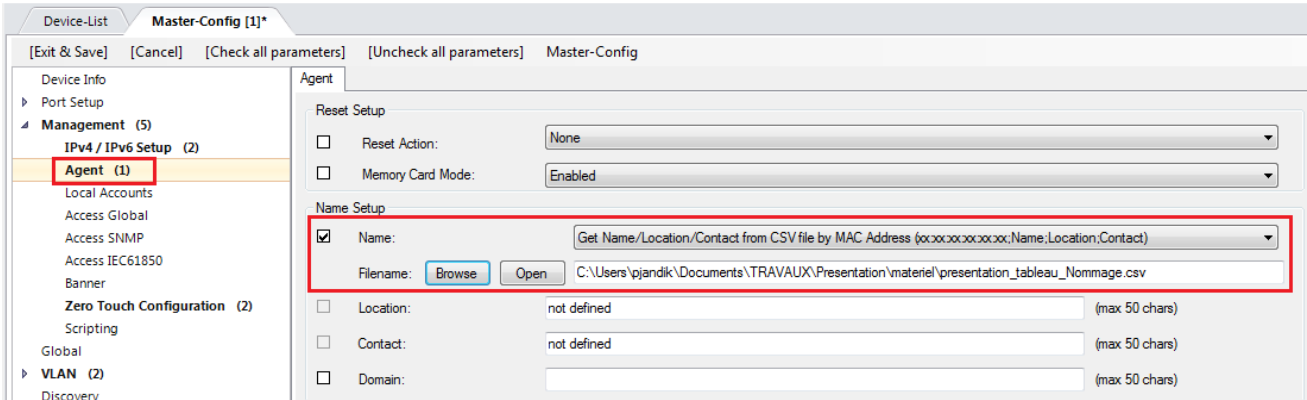 Device-List
Master-Config [1]*
[Exit & Save] [Cancel] [Check all parameters] [Uncheck all parameters] Master-Config
Device Info
Port Setup
Management (5)
IPv4 / IPv6 Setup (2)
Agent (1)
Local Accounts
Access Global
Access SNMP
Access IEC61850
Banner
Zero Touch Configuration (2)
Scripting
Global
VLAN (2)
Discovery
Agent
Reset Setup
Reset Action: None
Memory Card Mode: Enabled
Name Setup
Name: Get Name/Location/Contact from CSV file by MAC Address (xx:xx:xx:xx:xx:xx;Name;Location;Contact)
Filename: Browse Open C:\Users\pjandik\Documents\TRAVAUX\Presentation\materiel\presentation_tableau_Nommage.csv
Location: not defined (max 50 chars)
Contact: not defined (max 50 chars)
Domain: (max 50 chars)